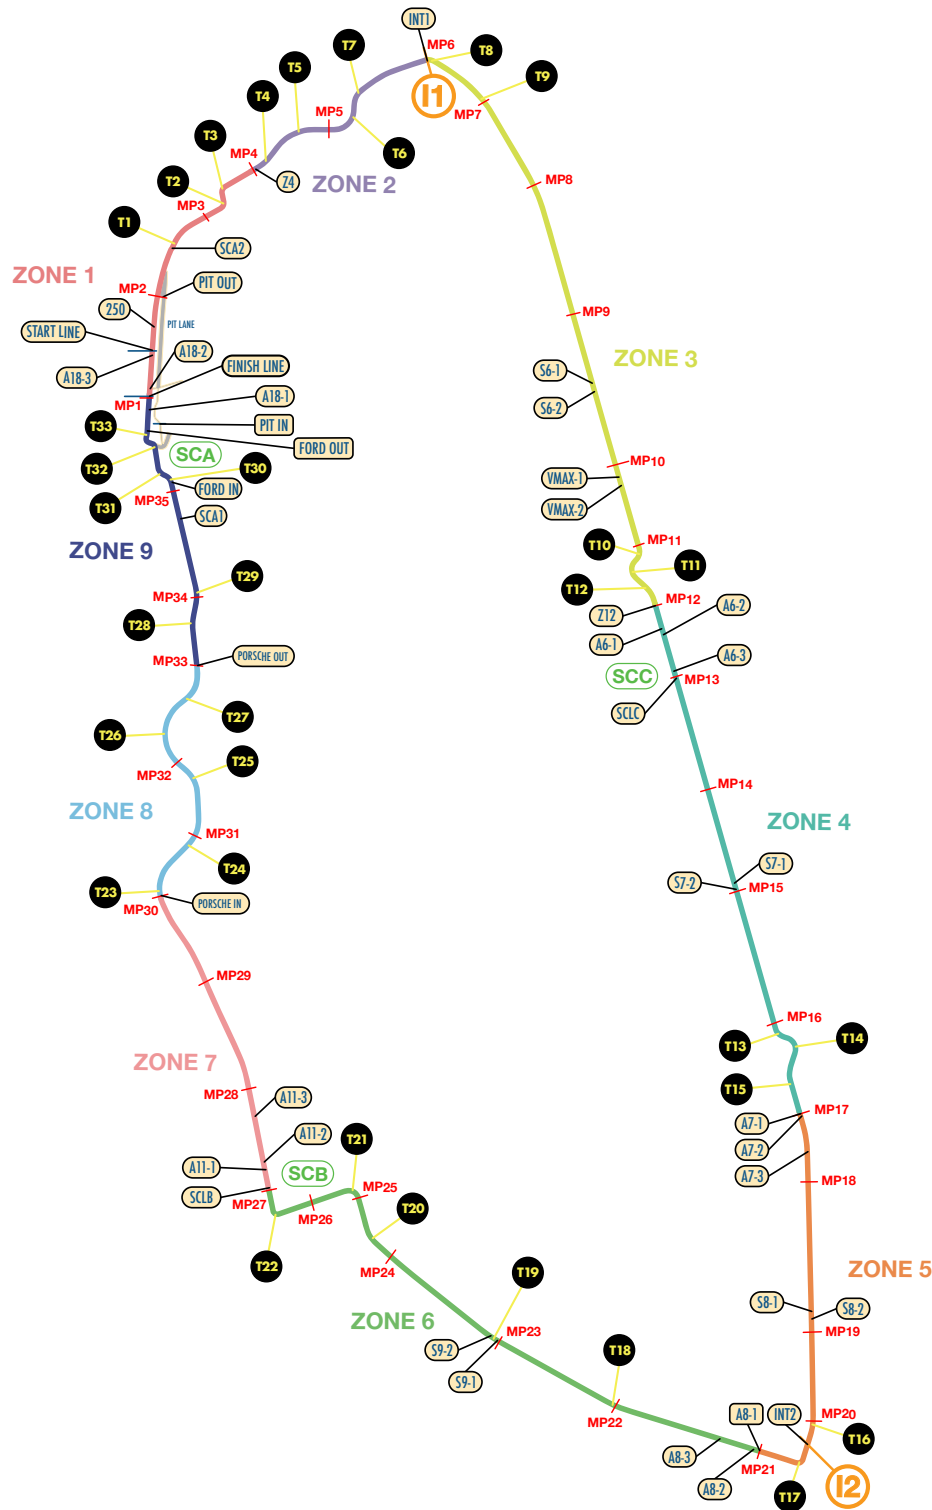 INT1
MP6
T7
T8
T5
I1
T9
T4
MP5
MP7
T3
T6
MP4
Z4
ZONE 2
T2
MP8
MP3
T1
SCA2
ZONE 1
MP2
PIT OUT
250
MP9
START LINE
PIT LANE
A18-2
ZONE 3
A18-3
FINISH LINE
S6-1
A18-1
MP1
S6-2
T33
PIT IN
FORD OUT
SCA
T32
T30
MP10
VMAX-1
FORD IN
MP35
T31
VMAX-2
SCA1
MP11
T10
ZONE 9
T11
T29
T12
MP34
MP12
A6-2
Z12
T28
A6-1
PORSCHE OUT
A6-3
MP33
SCC
MP13
SCLC
T27
T26
T25
MP32
MP14
ZONE 8
ZONE 4
MP31
S7-1
T24
S7-2
MP15
T23
MP30
PORSCHE IN
MP29
MP16
T14
T13
ZONE 7
T15
MP28
A11-3
MP17
A7-1
A11-2
T21
A7-2
A11-1
SCB
A7-3
MP18
SCLB
MP27
MP25
MP26
T20
T22
MP24
ZONE 5
T19
S8-1
S8-2
ZONE 6
MP23
MP19
S9-2
T18
S9-1
MP22
A8-1
INT2
MP20
T16
A8-3
MP21
A8-2
I2
T17